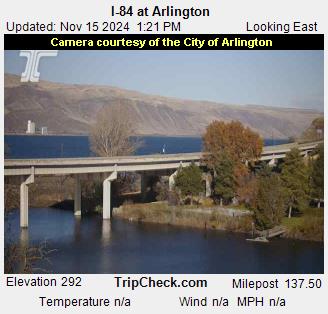 I-84 at Arlington
Updated: Nov 15 2024 1:21 PM Looking East
Camera courtesy of the City of Arlington
Elevation 292 TripCheck.com Milepost 137.50
Temperature n/a Wind n/a MPH n/a